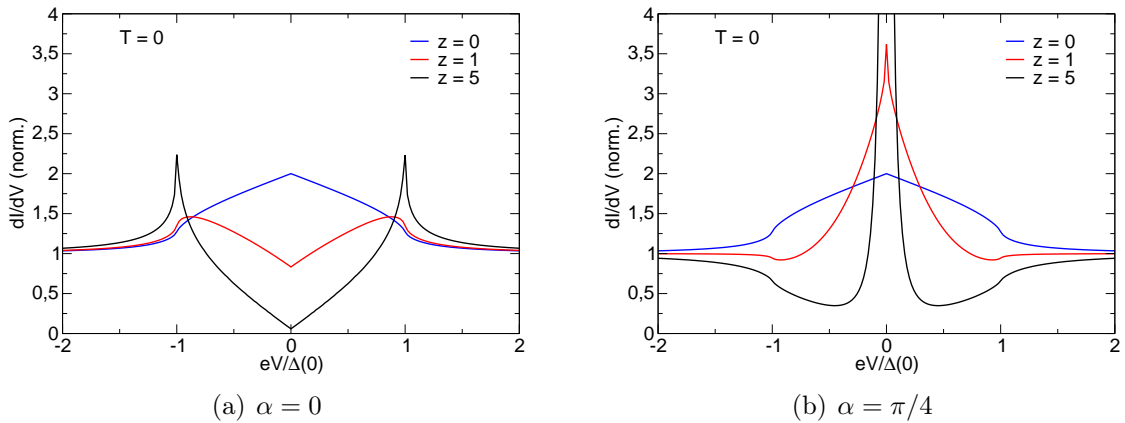 4
3,5
3
2,5
2
1,5
1
0,5
0
dI/dV (norm.)
T = 0
z = 0
z = 1
z = 5
-2
-1
0
1
2
eV/Δ(0)
(a) α = 0
4
3,5
3
2,5
2
1,5
1
0,5
0
dI/dV (norm.)
T = 0
z = 0
z = 1
z = 5
-2
-1
0
1
2
eV/Δ(0)
(b) α = π/4